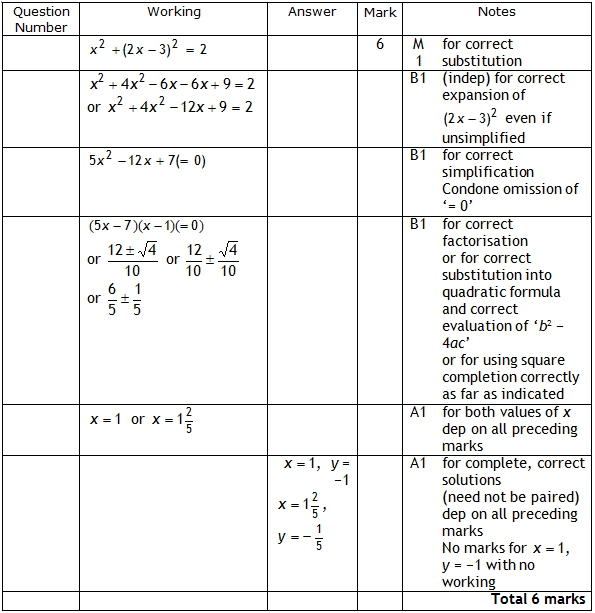 Question Number	Working	Answer	Mark	Notes
x² + (2x – 3)² = 2	6	M1 for correct substitution
x² + 4x² – 6x – 6x + 9 = 2
or x² + 4x² – 12x + 9 = 2
B1 (indep) for correct
expansion of
(2x – 3)² even if
unsimplified
5x² – 12x + 7(= 0)
B1 for correct
simplification
Condone omission of
‘= 0’
(5x – 7)(x – 1)(= 0)
or (12 ± √4)/10 or 12/10 ± √4/10
or 6/5 ± 1/5
B1 for correct
factorisation
or for correct
substitution into
quadratic formula
and correct
evaluation of ‘b² –
4ac’
or for using square
completion correctly
as far as indicated
x = 1 or x = 1 2/5
A1 for both values of x
dep on all preceding
marks
x = 1, y =
–1
x = 1 2/5,
y = – 1/5
A1 for complete, correct
solutions
(need not be paired)
dep on all preceding
marks
No marks for x = 1,
y = –1 with no
working
Total 6 marks